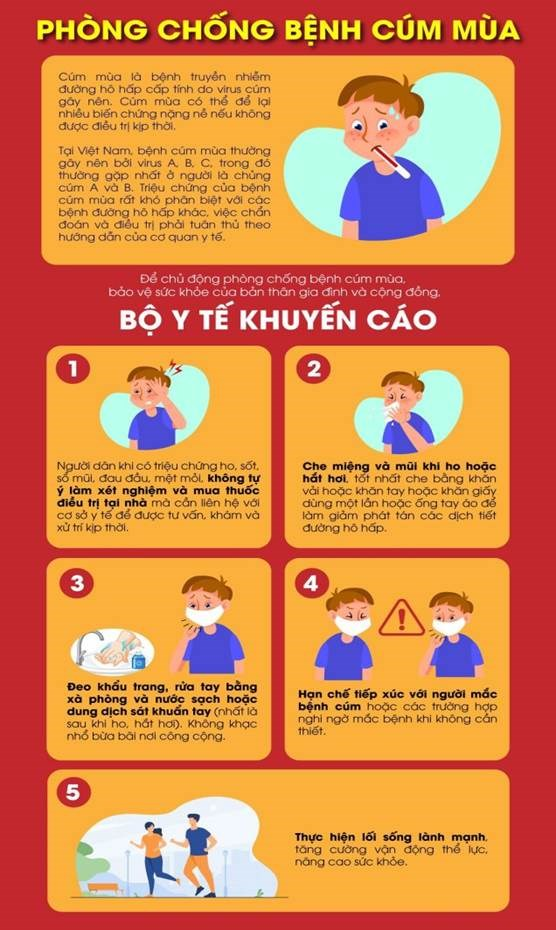 PHÒNG CHỐNG BỆNH CÚM MÙA
Cúm mùa là bệnh truyền nhiễm
đường hô hấp cấp tính do virus cúm
gây nên. Cúm mùa có thể để lại
nhiều biến chứng nặng nề nếu không
được điều trị kịp thời.
Tại Việt Nam, bệnh cúm mùa thường
gây nên bởi virus A, B, C, trong đó
thường gặp nhất ở người là chủng
cúm A và B. Triệu chứng của bệnh
cúm mùa rất khó phân biệt với các
bệnh đường hô hấp khác, việc chẩn
đoán và điều trị phải tuân thủ theo
hướng dẫn của cơ quan y tế.
Để chủ động phòng chống bệnh cúm mùa,
bảo vệ sức khỏe của bản thân gia đình và cộng đồng,
BỘ Y TẾ KHUYẾN CÁO
1
Người dân khi có triệu chứng ho, sốt,
sổ mũi, đau đầu, mệt mỏi, không tự
ý làm xét nghiệm và mua thuốc
điều trị tại nhà mà cần liên hệ với
cơ sở y tế để được tư vấn, khám và
xử trí kịp thời.
2
Che miệng và mũi khi ho hoặc
hắt hơi, tốt nhất che bằng khăn
vải hoặc khăn tay hoặc khăn giấy
dùng một lần hoặc ống tay áo để
làm giảm phát tán các dịch tiết
đường hô hấp.
3
Đeo khẩu trang, rửa tay bằng
xà phòng và nước sạch hoặc
dung dịch sát khuẩn tay (nhất là
sau khi ho, hắt hơi). Không khạc
nhổ bừa bãi nơi công cộng.
4
Hạn chế tiếp xúc với người mắc
bệnh cúm hoặc các trường hợp
nghi ngờ mắc bệnh khi không cần
thiết.
5
Thực hiện lối sống lành mạnh,
tăng cường vận động thể lực,
nâng cao sức khỏe.